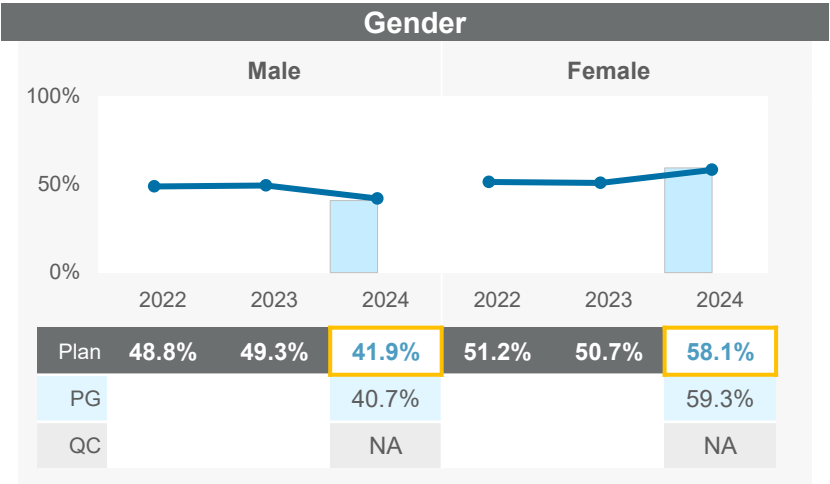 Gender
Male Female
100%
50%
0%
2022 2023 2024 2022 2023 2024
Plan 48.8% 49.3% 41.9% 51.2% 50.7% 58.1%
PG 40.7% 59.3%
QC NA NA